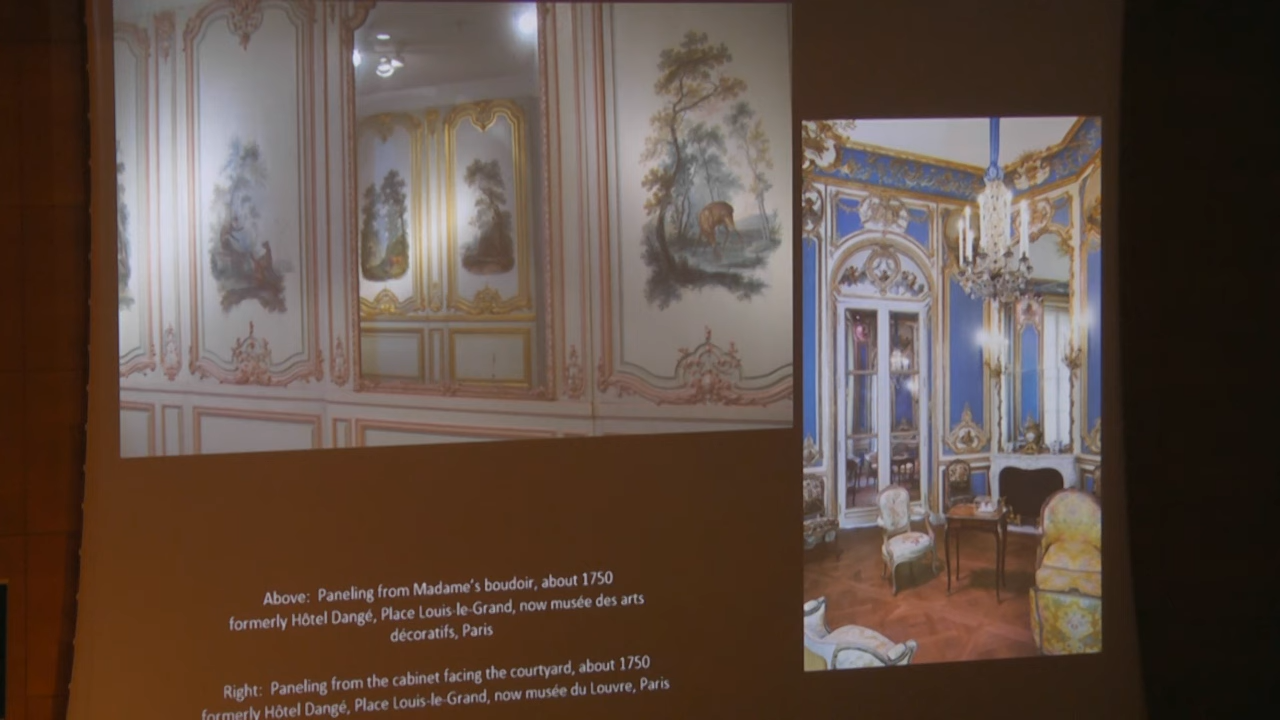 Above: Paneling from Madame's boudoir, about 1750
formerly Hôtel Dangé, Place Louis-le-Grand, now musée des arts
décoratifs, Paris
Right: Paneling from the cabinet facing the courtyard, about 1750
formerly Hôtel Dangé, Place Louis-le-Grand, now musée du Louvre, Paris